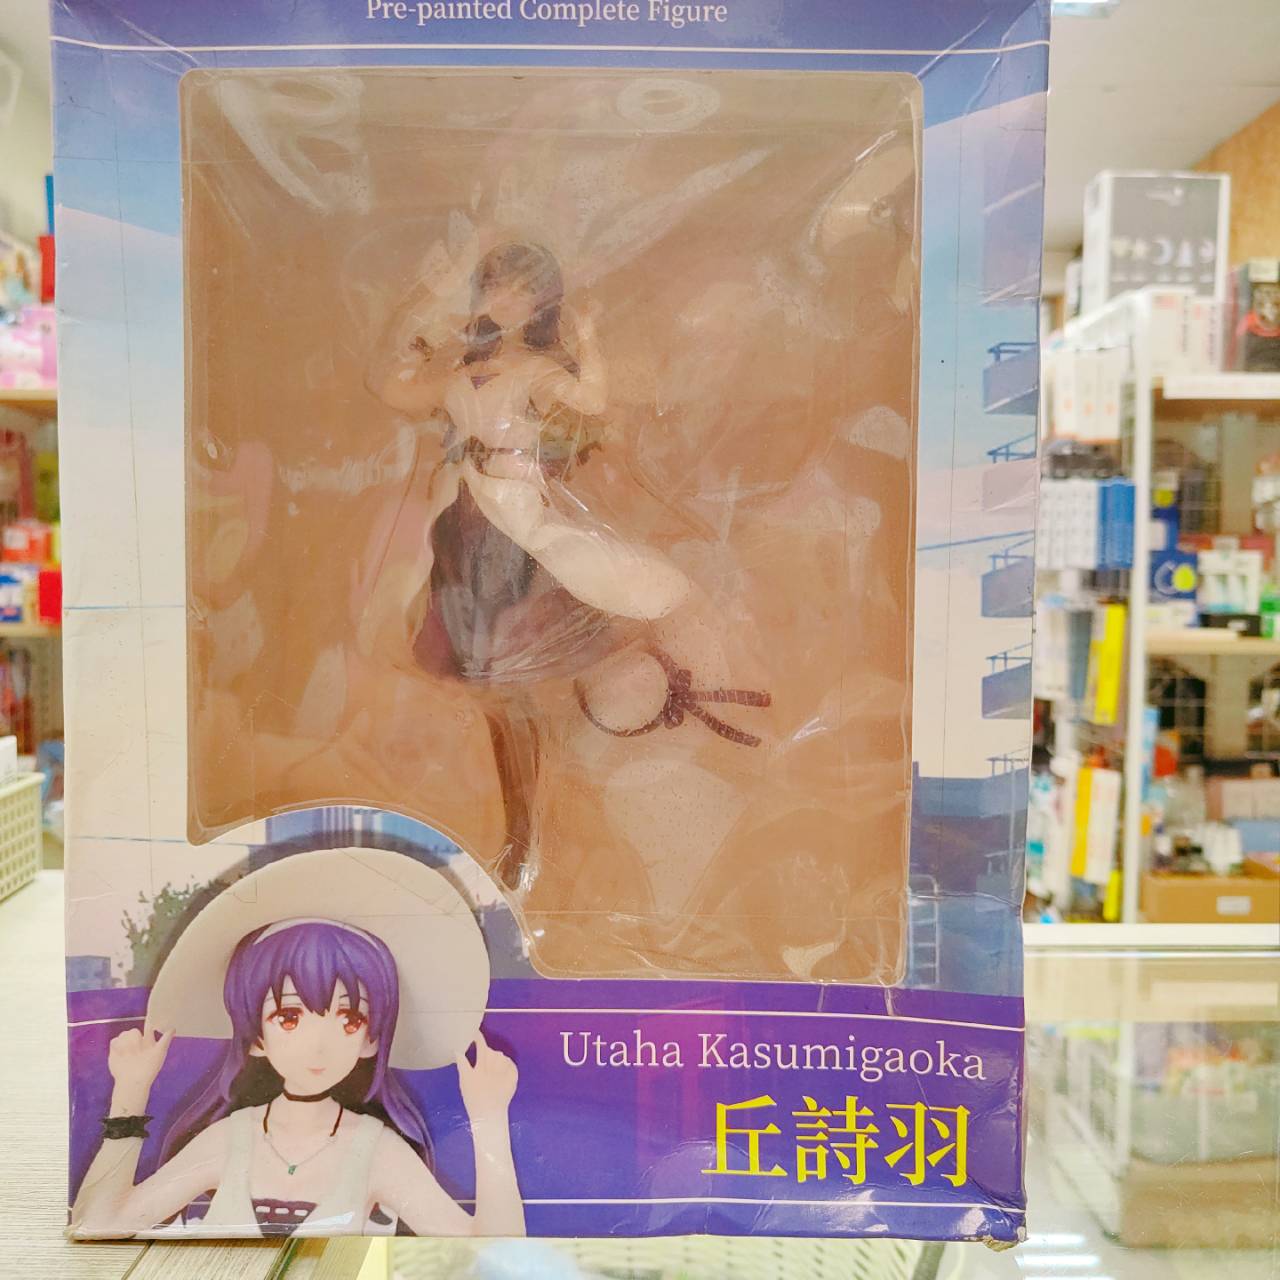 Pre-painted Complete Figure
Utaha Kasumigaoka
丘詩羽